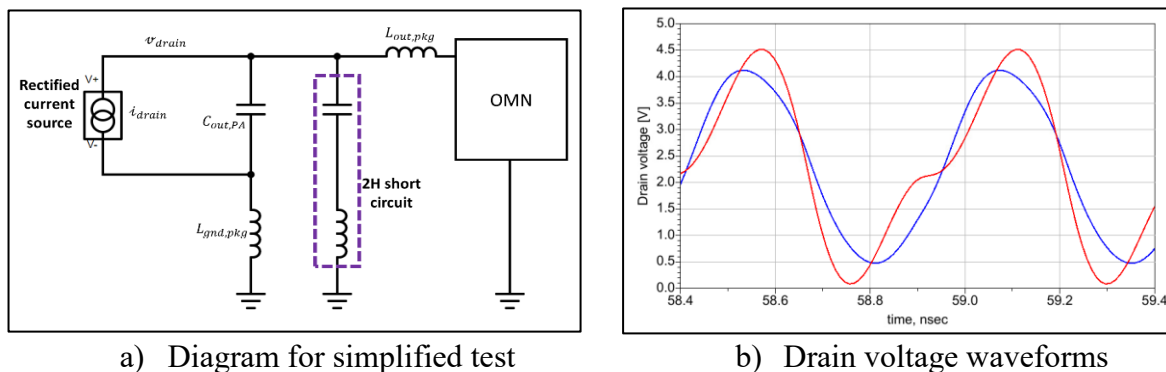 v_drain
L_out,pkg
V+
Rectified
current
source
i_drain
V-
C_out,PA
OMN
2H short
circuit
L_gnd,pkg
a) Diagram for simplified test
Drain voltage [V]
5.0
4.5
4.0
3.5
3.0
2.5
2.0
1.5
1.0
0.5
0.0
58.4 58.6 58.8 59.0 59.2 59.4
time, nsec
b) Drain voltage waveforms